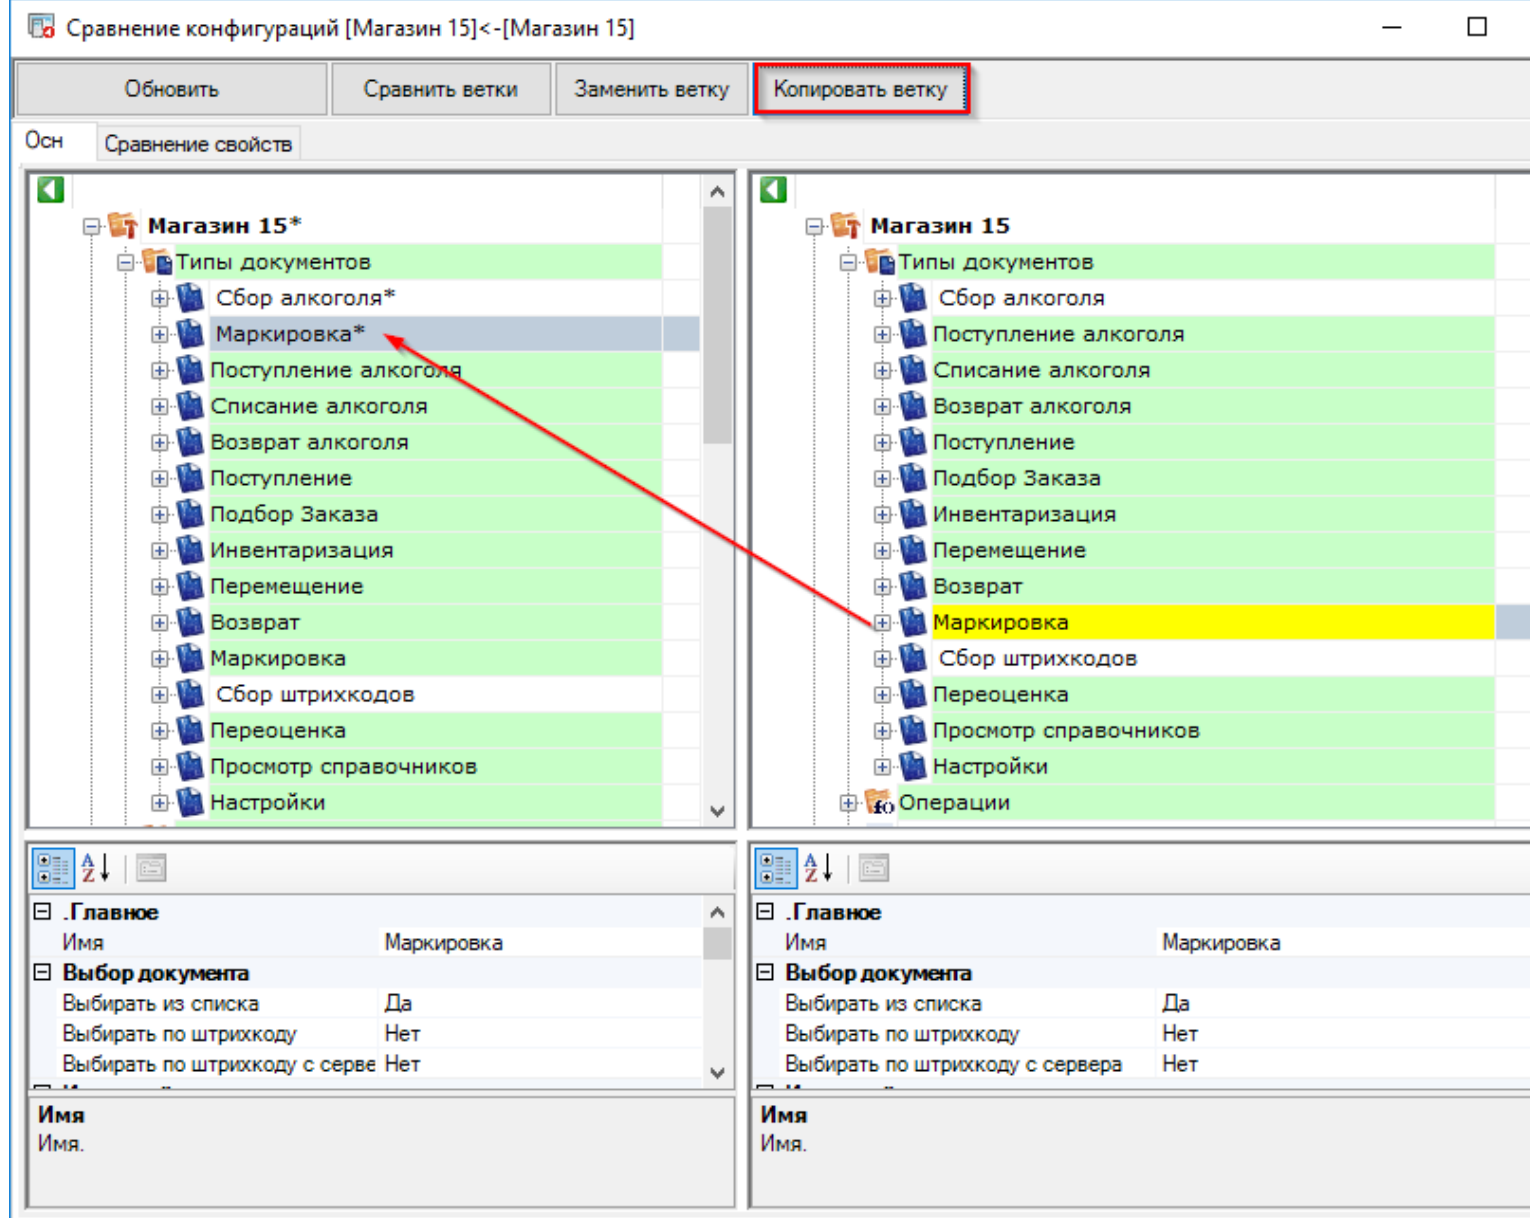 Сравнение конфигураций [Магазин 15]<-[Магазин 15]
Обновить Сравнить ветки Заменить ветку Копировать ветку
Осн Сравнение свойств
Магазин 15*
Типы документов
Сбор алкоголя*
Маркировка*
Поступление алкоголя
Списание алкоголя
Возврат алкоголя
Поступление
Подбор Заказа
Инвентаризация
Перемещение
Возврат
Маркировка
Сбор штрихкодов
Переоценка
Просмотр справочников
Настройки
Магазин 15
Типы документов
Сбор алкоголя
Поступление алкоголя
Списание алкоголя
Возврат алкоголя
Поступление
Подбор Заказа
Инвентаризация
Перемещение
Возврат
Маркировка
Сбор штрихкодов
Переоценка
Просмотр справочников
Настройки
Операции
.Главное
Имя Маркировка
Выбор документа
Выбирать из списка Да
Выбирать по штрихкоду Нет
Выбирать по штрихкоду с серве Нет
Имя
Имя.
.Главное
Имя Маркировка
Выбор документа
Выбирать из списка Да
Выбирать по штрихкоду Нет
Выбирать по штрихкоду с сервера Нет
Имя
Имя.